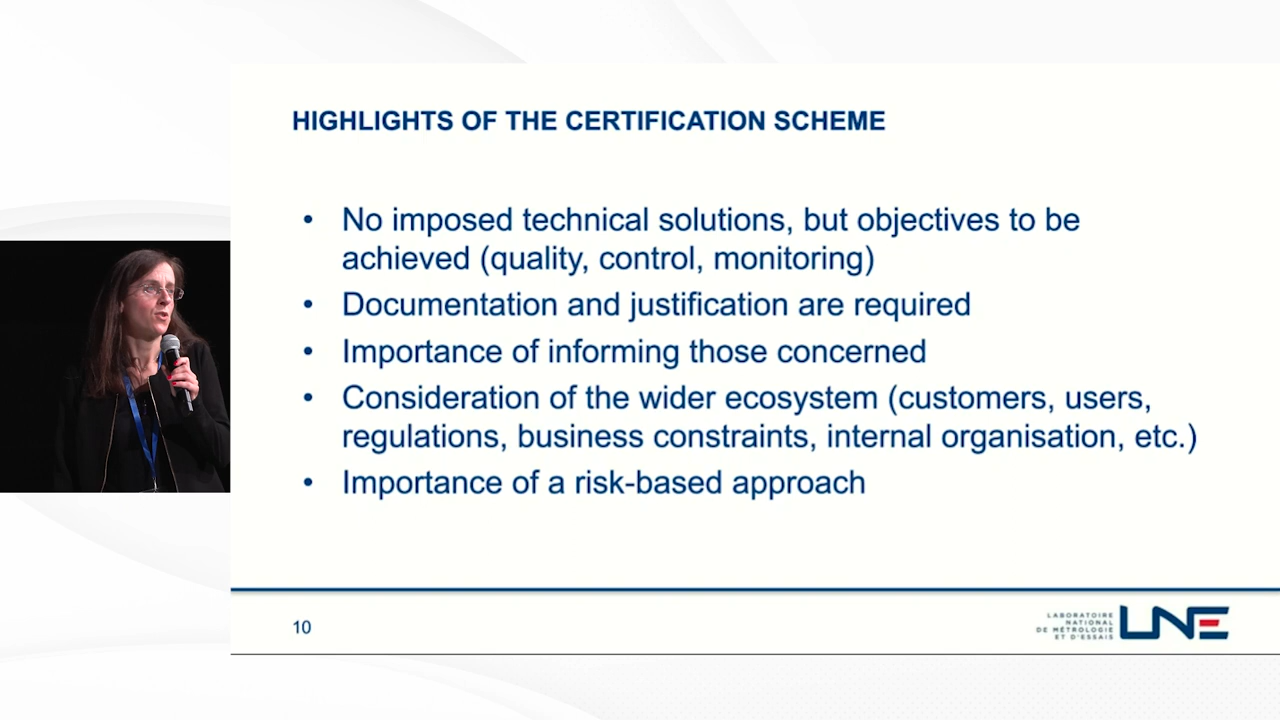 HIGHLIGHTS OF THE CERTIFICATION SCHEME
• No imposed technical solutions, but objectives to be
achieved (quality, control, monitoring)
• Documentation and justification are required
• Importance of informing those concerned
• Consideration of the wider ecosystem (customers, users,
regulations, business constraints, internal organisation, etc.)
• Importance of a risk-based approach
10
LABORATOIRE
NATIONAL
DE MÉTROLOGIE
ET D'ESSAIS
LNE